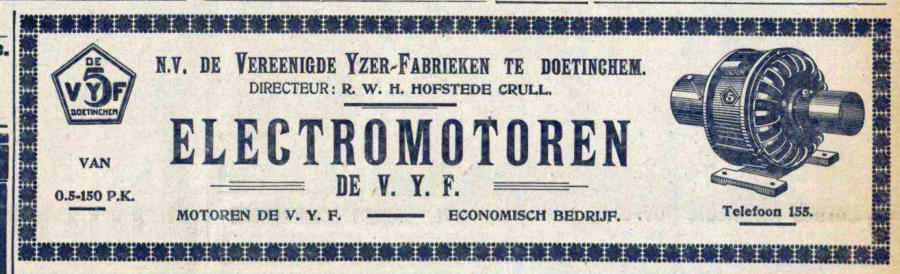 DE
5
VYF
DOETINCHEM
N.V. DE VEREENIGDE YZER-FABRIEKEN TE DOETINCHEM.
DIRECTEUR: R. W. H. HOFSTEDE CRULL.
ELECTROMOTOREN
DE V. Y. F.
VAN
0.5-150 P.K.
MOTOREN DE V. Y. F. ECONOMISCH BEDRIJF.
5
Telefoon 155.